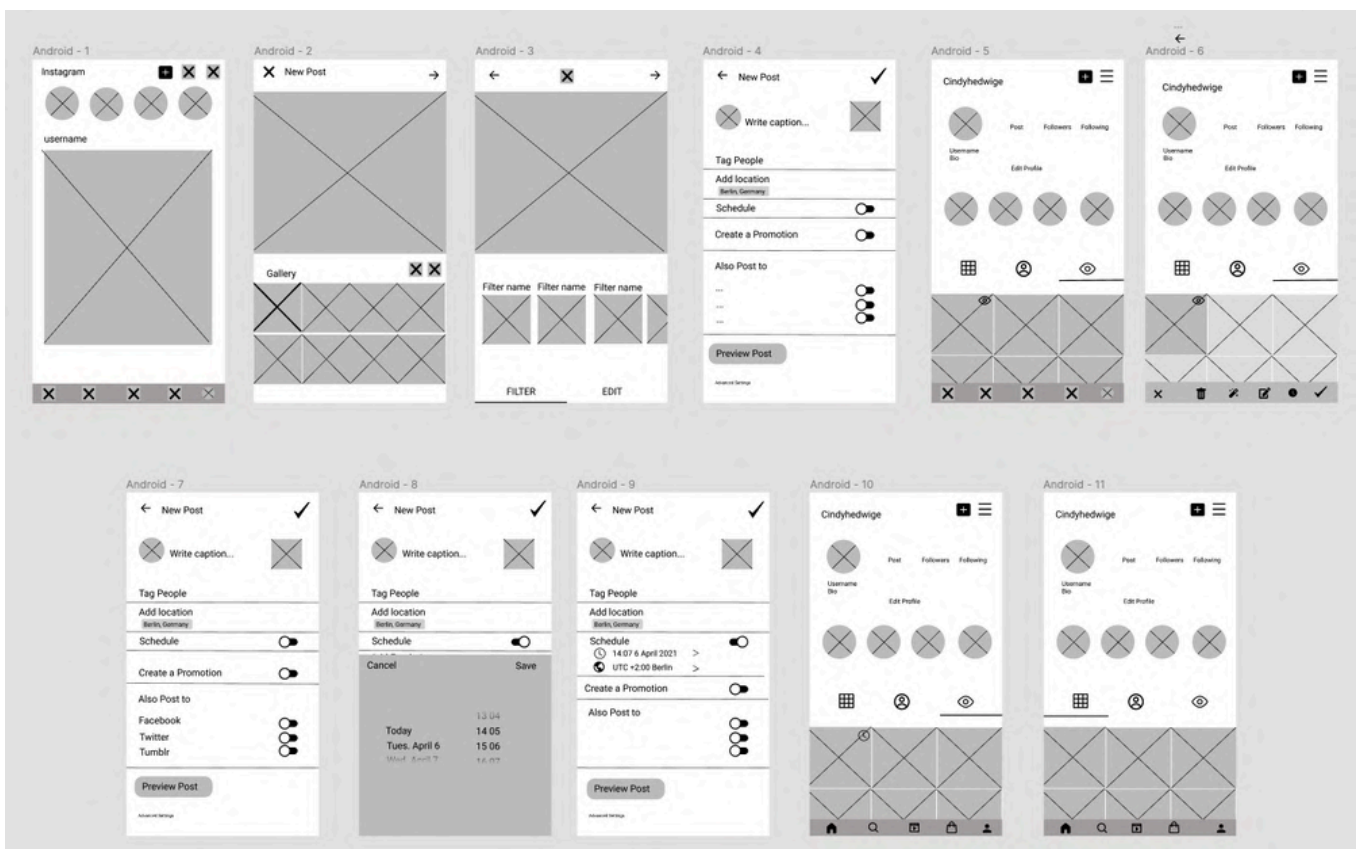 Android - 1
Instagram
username
Android - 2
New Post
Gallery
Android - 3
Filter name Filter name Filter name
FILTER EDIT
Android - 4
New Post
Write caption...
Tag People
Add location
Berlin, Germany
Schedule
Create a Promotion
Also Post to
...
...
...
Preview Post
Advanced Settings
Android - 5
Cindyhedwige
Post Followers Following
Username
Bio
Edit Profile
Android - 6
Cindyhedwige
Post Followers Following
Username
Bio
Edit Profile
Android - 7
New Post
Write caption...
Tag People
Add location
Berlin, Germany
Schedule
Create a Promotion
Also Post to
Facebook
Twitter
Tumblr
Preview Post
Advanced Settings
Android - 8
New Post
Write caption...
Tag People
Add location
Berlin, Germany
Schedule
Cancel Save
13 04
Today 14 05
Tues. April 6 15 06
Wed. April 7 16 07
Android - 9
New Post
Write caption...
Tag People
Add location
Berlin, Germany
Schedule
14:07 6 April 2021 >
UTC +2:00 Berlin >
Create a Promotion
Also Post to
Preview Post
Advanced Settings
Android - 10
Cindyhedwige
Post Followers Following
Username
Bio
Edit Profile
Android - 11
Cindyhedwige
Post Followers Following
Username
Bio
Edit Profile